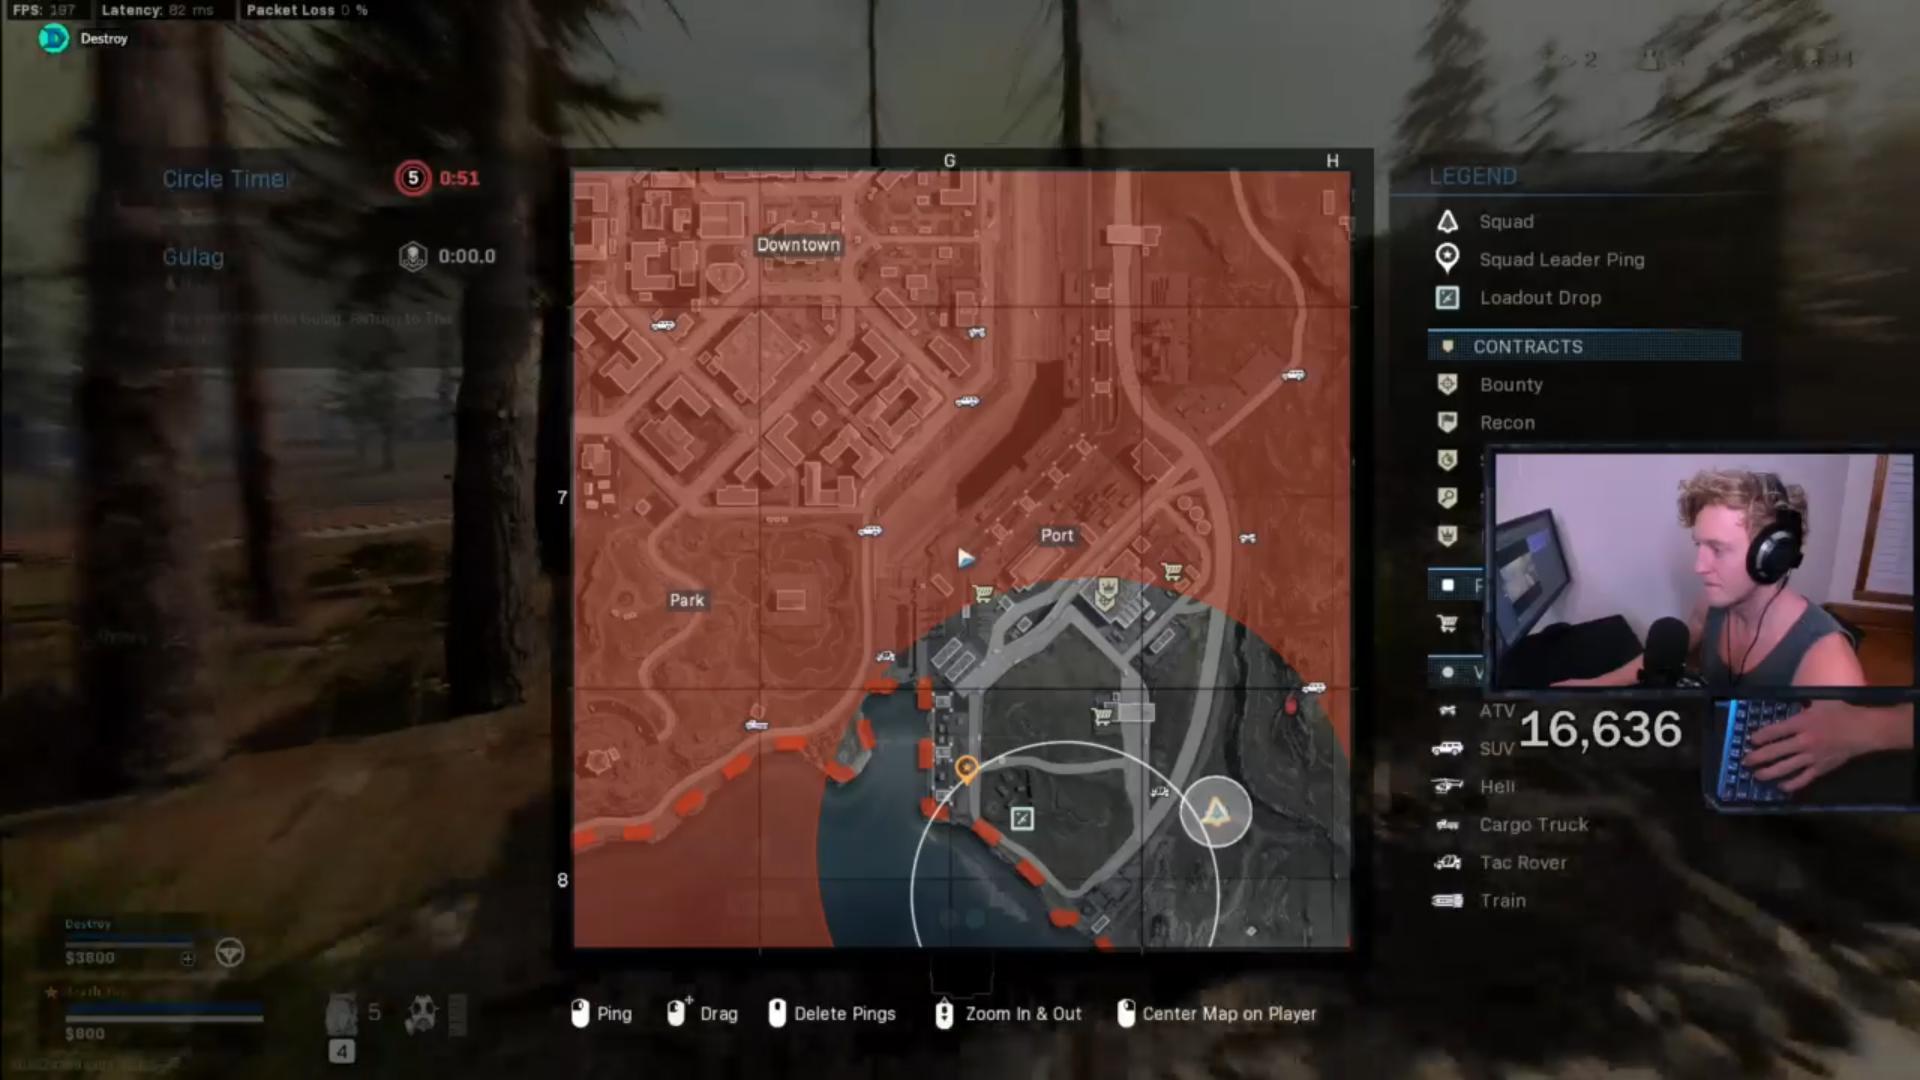 FPS: 197 Latency: 82 ms Packet Loss 0 %
Destroy
Circle Timer 5 0:51
Gulag 0:00.0
G H
7
8
Downtown
Port
Park
LEGEND
Squad
Squad Leader Ping
Loadout Drop
CONTRACTS
Bounty
Recon
ATV
SUV
16,636
Heli
Cargo Truck
Tac Rover
Train
Destroy
$3800
$800
5
4
Ping Drag Delete Pings Zoom In & Out Center Map on Player